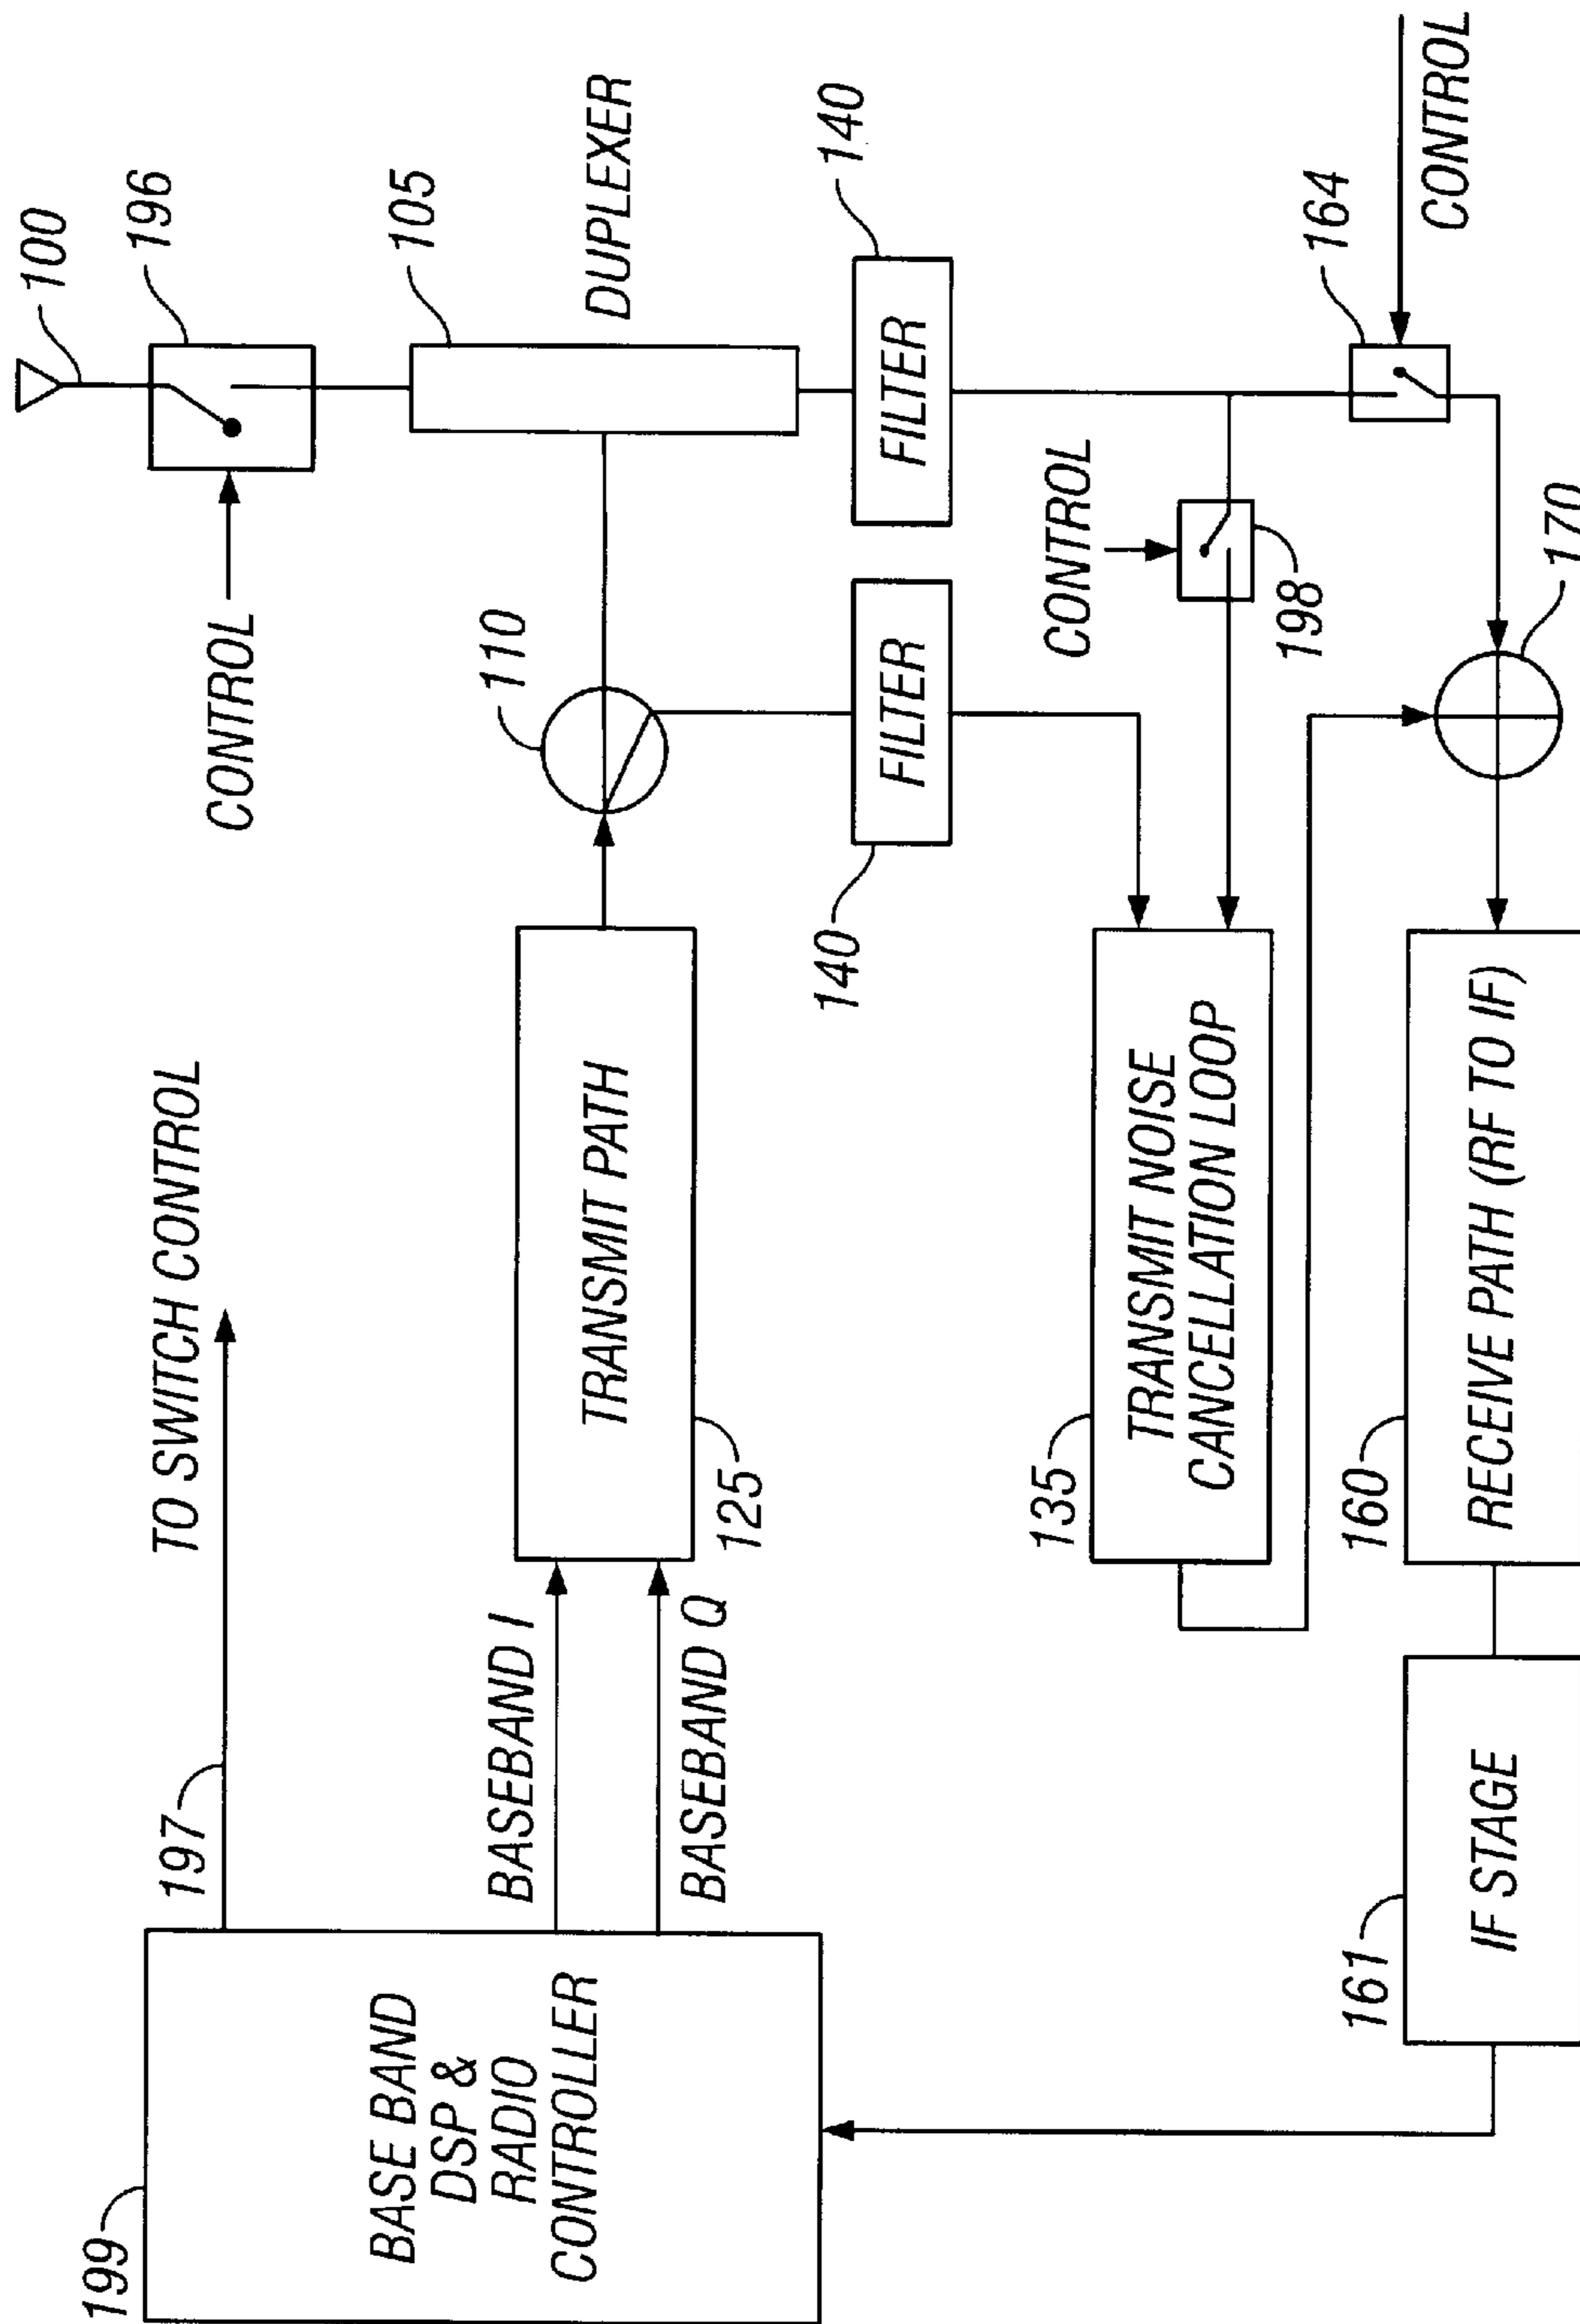 100
196
CONTROL
105
DUPLEXER
TO SWITCH CONTROL
197
199
BASE BAND
DSP &
RADIO
CONTROLLER
BASEBAND I
BASEBAND Q
TRANSMIT PATH
125
110
140
FILTER
140
FILTER
CONTROL
198
135
TRANSMIT NOISE
CANCELLATION LOOP
164
CONTROL
170
160
RECEIVE PATH (RF TO IF)
161
IF STAGE